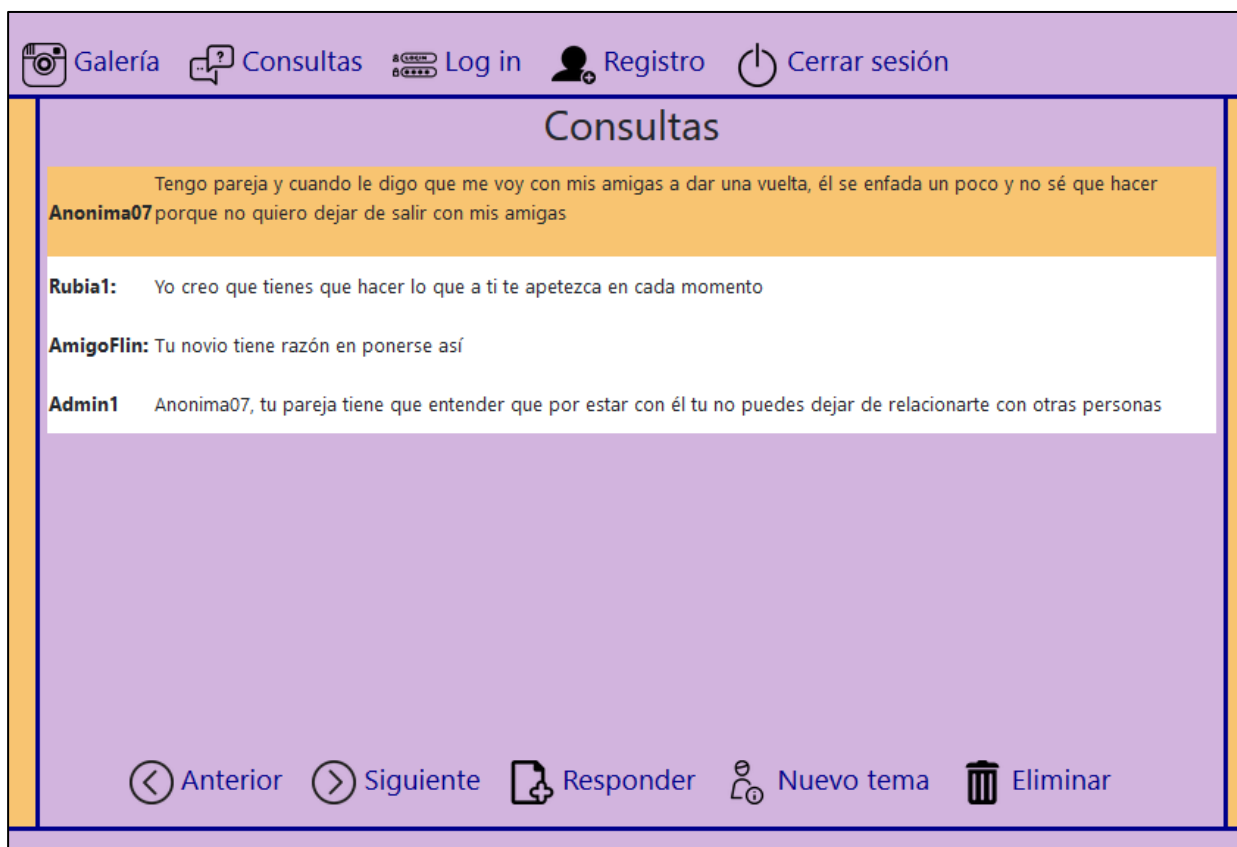 Galería Consultas Log in Registro Cerrar sesión
Consultas
Tengo pareja y cuando le digo que me voy con mis amigas a dar una vuelta, él se enfada un poco y no sé que hacer
Anonima07 porque no quiero dejar de salir con mis amigas
Rubia1: Yo creo que tienes que hacer lo que a ti te apetezca en cada momento
AmigoFlin: Tu novio tiene razón en ponerse así
Admin1 Anonima07, tu pareja tiene que entender que por estar con él tu no puedes dejar de relacionarte con otras personas
Anterior Siguiente Responder Nuevo tema Eliminar